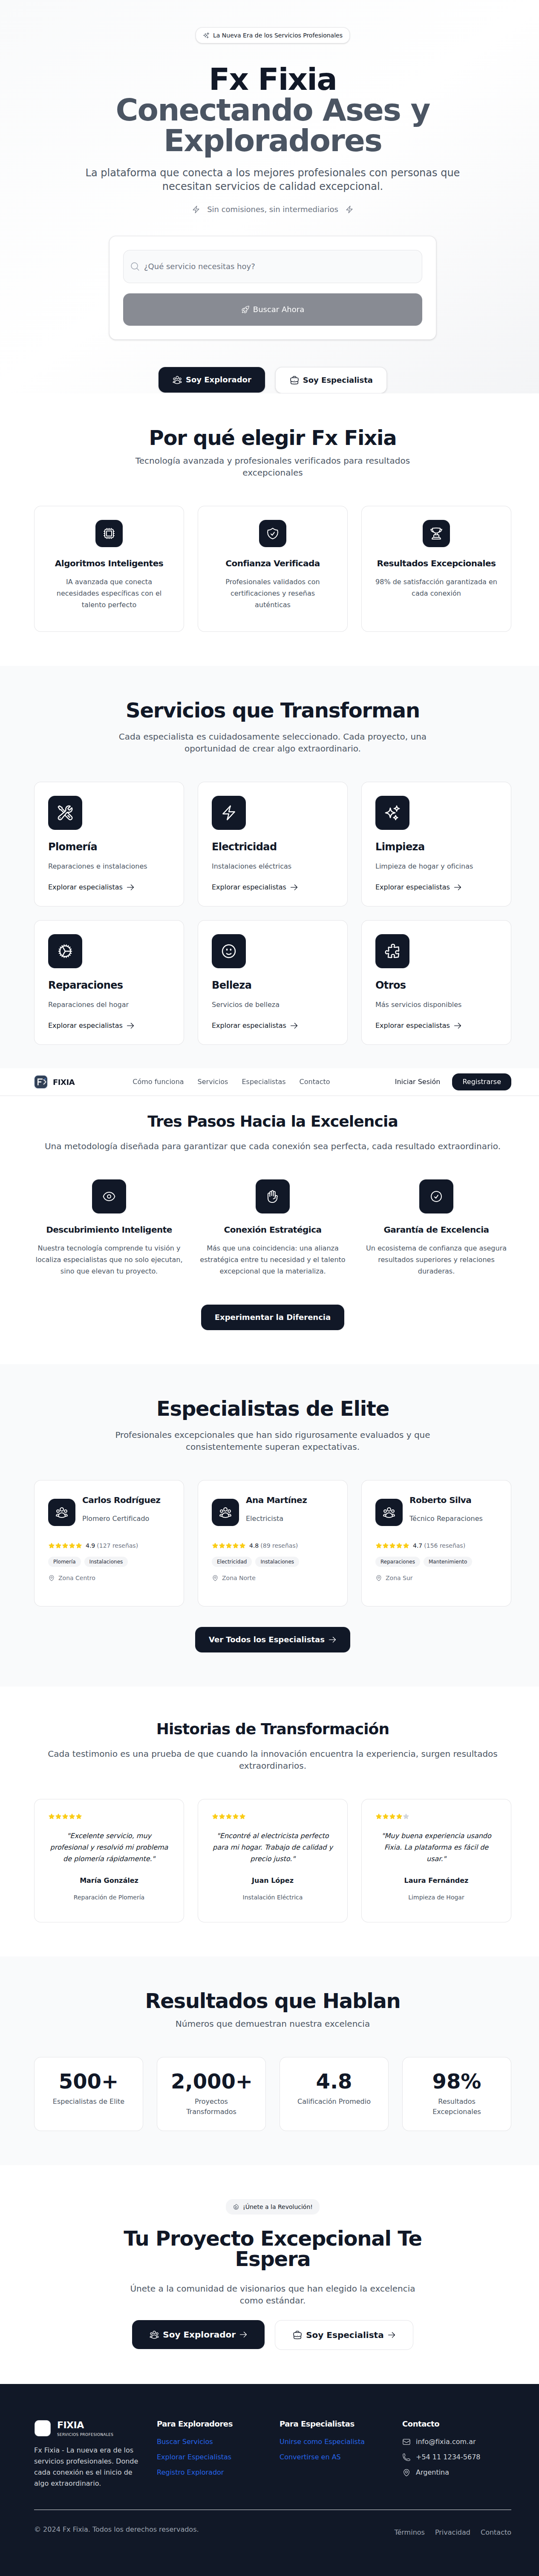 La Nueva Era de los Servicios Profesionales
Fx Fixia
Conectando Ases y
Exploradores
La plataforma que conecta a los mejores profesionales con personas que
necesitan servicios de calidad excepcional.
Sin comisiones, sin intermediarios
¿Qué servicio necesitas hoy?
Buscar Ahora
Soy Explorador
Soy Especialista
Por qué elegir Fx Fixia
Tecnología avanzada y profesionales verificados para resultados
excepcionales
Algoritmos Inteligentes
IA avanzada que conecta
necesidades específicas con el
talento perfecto
Confianza Verificada
Profesionales validados con
certificaciones y reseñas
auténticas
Resultados Excepcionales
98% de satisfacción garantizada en
cada conexión
Servicios que Transforman
Cada especialista es cuidadosamente seleccionado. Cada proyecto, una
oportunidad de crear algo extraordinario.
Plomería
Reparaciones e instalaciones
Explorar especialistas
Electricidad
Instalaciones eléctricas
Explorar especialistas
Limpieza
Limpieza de hogar y oficinas
Explorar especialistas
Reparaciones
Reparaciones del hogar
Explorar especialistas
Belleza
Servicios de belleza
Explorar especialistas
Otros
Más servicios disponibles
Explorar especialistas
FIXIA
Cómo funciona
Servicios
Especialistas
Contacto
Iniciar Sesión
Registrarse
Tres Pasos Hacia la Excelencia
Una metodología diseñada para garantizar que cada conexión sea perfecta, cada resultado extraordinario.
Descubrimiento Inteligente
Nuestra tecnología comprende tu visión y
localiza especialistas que no solo ejecutan,
sino que elevan tu proyecto.
Conexión Estratégica
Más que una coincidencia: una alianza
estratégica entre tu necesidad y el talento
excepcional que la materializa.
Garantía de Excelencia
Un ecosistema de confianza que asegura
resultados superiores y relaciones
duraderas.
Experimentar la Diferencia
Especialistas de Elite
Profesionales excepcionales que han sido rigurosamente evaluados y que
consistentemente superan expectativas.
Carlos Rodríguez
Plomero Certificado
4.9 (127 reseñas)
Plomería
Instalaciones
Zona Centro
Ana Martínez
Electricista
4.8 (89 reseñas)
Electricidad
Instalaciones
Zona Norte
Roberto Silva
Técnico Reparaciones
4.7 (156 reseñas)
Reparaciones
Mantenimiento
Zona Sur
Ver Todos los Especialistas
Historias de Transformación
Cada testimonio es una prueba de que cuando la innovación encuentra la experiencia, surgen resultados
extraordinarios.
"Excelente servicio, muy
profesional y resolvió mi problema
de plomería rápidamente."
María González
Reparación de Plomería
"Encontré al electricista perfecto
para mi hogar. Trabajo de calidad y
precio justo."
Juan López
Instalación Eléctrica
"Muy buena experiencia usando
Fixia. La plataforma es fácil de
usar."
Laura Fernández
Limpieza de Hogar
Resultados que Hablan
Números que demuestran nuestra excelencia
500+
Especialistas de Elite
2,000+
Proyectos
Transformados
4.8
Calificación Promedio
98%
Resultados
Excepcionales
¡Únete a la Revolución!
Tu Proyecto Excepcional Te
Espera
Únete a la comunidad de visionarios que han elegido la excelencia
como estándar.
Soy Explorador
Soy Especialista
FIXIA
SERVICIOS PROFESIONALES
Fx Fixia - La nueva era de los
servicios profesionales. Donde
cada conexión es el inicio de
algo extraordinario.
Para Exploradores
Buscar Servicios
Explorar Especialistas
Registro Explorador
Para Especialistas
Unirse como Especialista
Convertirse en AS
Contacto
info@fixia.com.ar
+54 11 1234-5678
Argentina
© 2024 Fx Fixia. Todos los derechos reservados.
Términos
Privacidad
Contacto